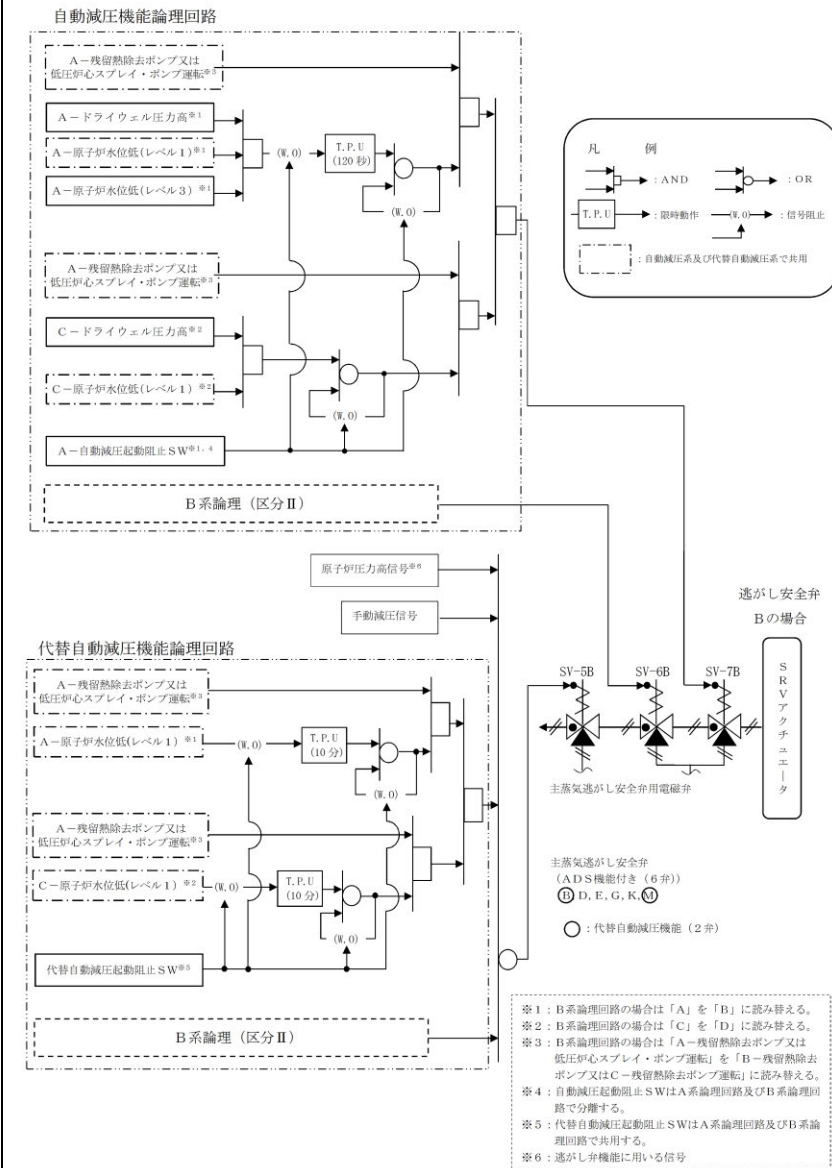 自動減圧機能論理回路
A－残留熱除去ポンプ又は
低圧炉心スプレイ・ポンプ運転※3
A－ドライウェル圧力高※1
A－原子炉水位低(レベル1)※1
A－原子炉水位低(レベル3)※1
(W.O)
T.P.U
(120秒)
(W.O)
A－残留熱除去ポンプ又は
低圧炉心スプレイ・ポンプ運転※3
C－ドライウェル圧力高※2
C－原子炉水位低(レベル1)※2
(W.O)
A－自動減圧起動阻止SW※1,4
B系論理（区分Ⅱ）
凡 例
：AND
：OR
T.P.U
：限時動作
(W.O)
：信号阻止
：自動減圧系及び代替自動減圧系で共用
原子炉圧力高信号※6
手動減圧信号
代替自動減圧機能論理回路
A－残留熱除去ポンプ又は
低圧炉心スプレイ・ポンプ運転※3
A－原子炉水位低(レベル1)※1
(W.O)
T.P.U
(10分)
(W.O)
A－残留熱除去ポンプ又は
低圧炉心スプレイ・ポンプ運転※3
C－原子炉水位低(レベル1)※2
(W.O)
T.P.U
(10分)
(W.O)
代替自動減圧起動阻止SW※5
B系論理（区分Ⅱ）
逃がし安全弁
Bの場合
SV-5B
SV-6B
SV-7B
SRVアクチュエータ
主蒸気逃がし安全弁用電磁弁
主蒸気逃がし安全弁
(ADS機能付き（6弁）)
B D, E, G, K, M
：代替自動減圧機能（2弁）
※1：B系論理回路の場合は「A」を「B」に読み替える。
※2：B系論理回路の場合は「C」を「D」に読み替える。
※3：B系論理回路の場合は「A－残留熱除去ポンプ又は
低圧炉心スプレイ・ポンプ運転」を「B－残留熱除去
ポンプ又はC－残留熱除去ポンプ運転」に読み替える。
※4：自動減圧起動阻止SWはA系論理回路及びB系論理回
路で分離する。
※5：代替自動減圧起動阻止SWはA系論理回路及びB系論
理回路で共用する。
※6：逃がし弁機能に用いる信号